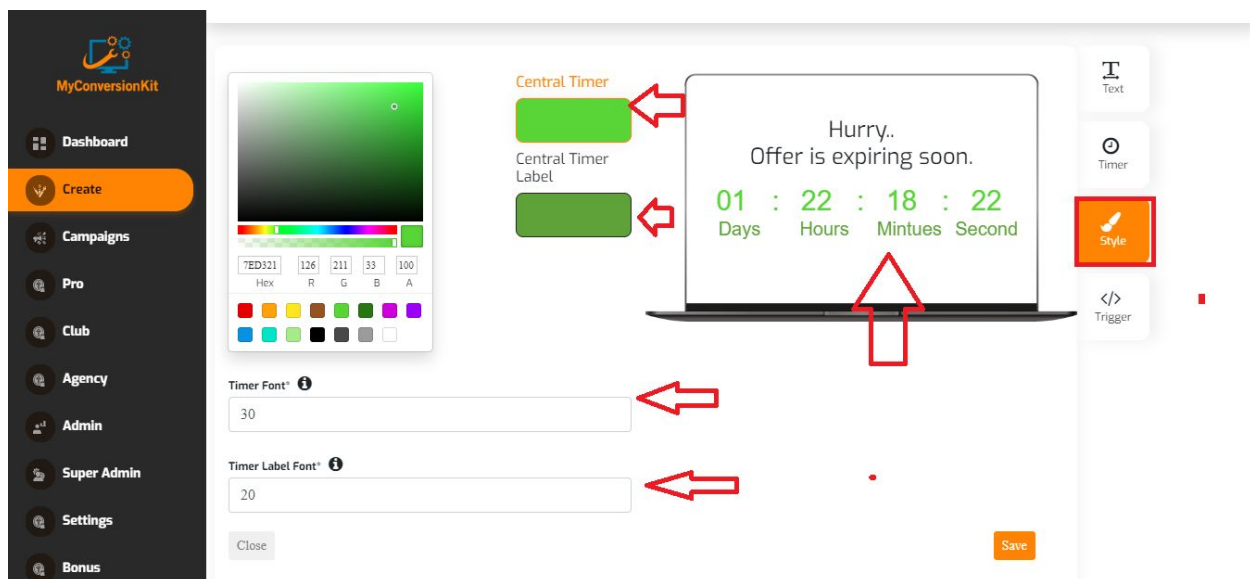 MyConversionKit
Dashboard
Create
Campaigns
Pro
Club
Agency
Admin
Super Admin
Settings
Bonus
7ED321 126 211 33 100
Hex R G B A
Central Timer
Central Timer
Label
Hurry..
Offer is expiring soon.
01 : 22 : 18 : 22
Days Hours Mintues Second
Timer Font*
30
Timer Label Font*
20
Close
Save
Text
Timer
Style
</>
Trigger